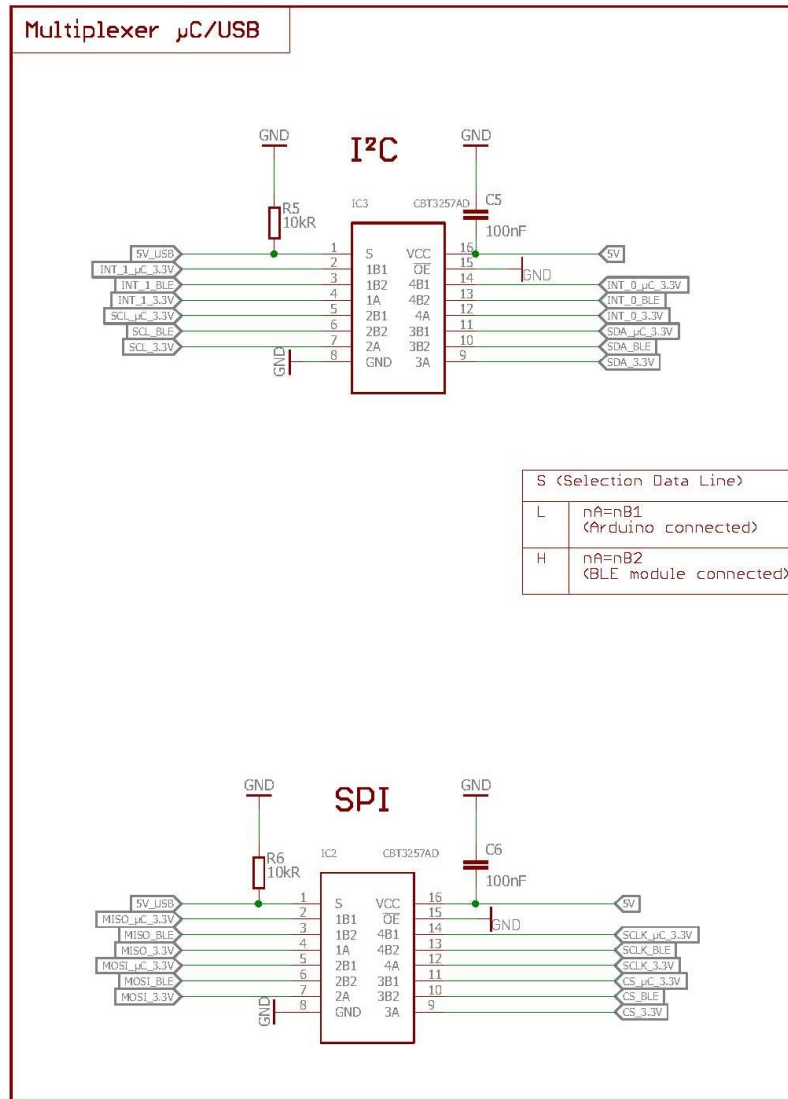 Multiplexer µC/USB
GND
GND
I²C
IC3
CBT3257AD
R5
10kR
C5
100nF
5V_USB 1 S VCC 16 5V
INT_1_µC_3.3V 2 1B1 OE 15 GND
INT_1_BLE 3 1B2 4B1 14 INT_0_µC_3.3V
INT_1_3.3V 4 1A 4B2 13 INT_0_BLE
SCL_µC_3.3V 5 2B1 4A 12 INT_0_3.3V
SCL_BLE 6 2B2 3B1 11 SDA_µC_3.3V
SCL_3.3V 7 2A 3B2 10 SDA_BLE
GND 8 GND 3A 9 SDA_3.3V
S (Selection Data Line)
L nA=nB1
(Arduino connected)
H nA=nB2
(BLE module connected)
GND
GND
SPI
IC2
CBT3257AD
R6
10kR
C6
100nF
5V_USB 1 S VCC 16 5V
MISO_µC_3.3V 2 1B1 OE 15 GND
MISO_BLE 3 1B2 4B1 14 SCLK_µC_3.3V
MISO_3.3V 4 1A 4B2 13 SCLK_BLE
MOSI_µC_3.3V 5 2B1 4A 12 SCLK_3.3V
MOSI_BLE 6 2B2 3B1 11 CS_µC_3.3V
MOSI_3.3V 7 2A 3B2 10 CS_BLE
GND 8 GND 3A 9 CS_3.3V